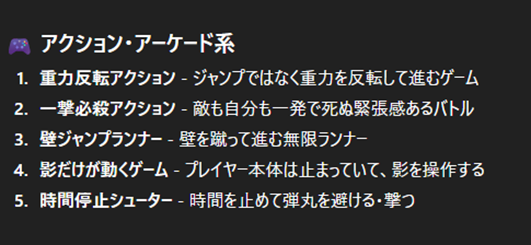 🎮 アクション・アーケード系
1. 重力反転アクション - ジャンプではなく重力を反転して進むゲーム
2. 一撃必殺アクション - 敵も自分も一発で死ぬ緊張感あるバトル
3. 壁ジャンプランナー - 壁を蹴って進む無限ランナー
4. 影だけが動くゲーム - プレイヤー本体は止まっていて、影を操作する
5. 時間停止シューター - 時間を止めて弾丸を避ける・撃つ